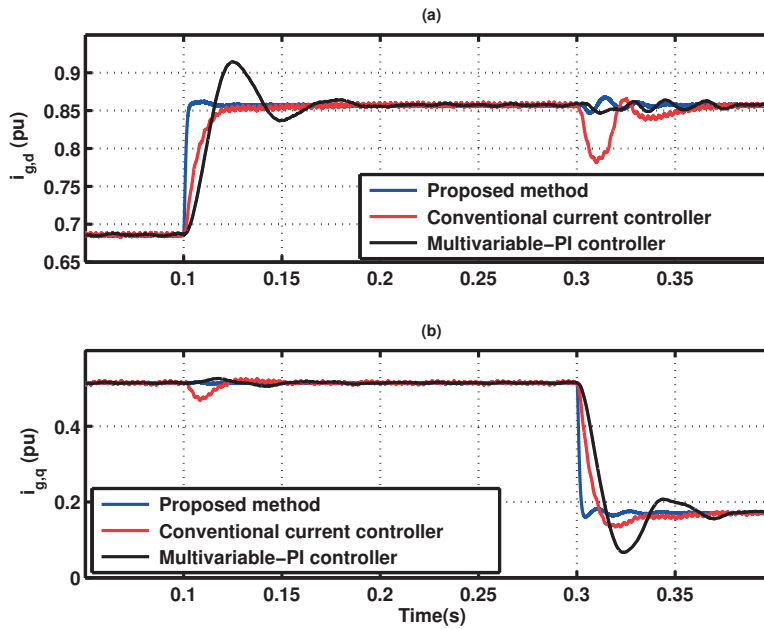 (a)
i_g,d (pu)
0.9
0.85
0.8
0.75
0.7
0.65
Proposed method
Conventional current controller
Multivariable−PI controller
0.1 0.15 0.2 0.25 0.3 0.35
(b)
i_g,q (pu)
0.4
0.2
0
Proposed method
Conventional current controller
Multivariable−PI controller
0.1 0.15 0.2 0.25 0.3 0.35
Time(s)